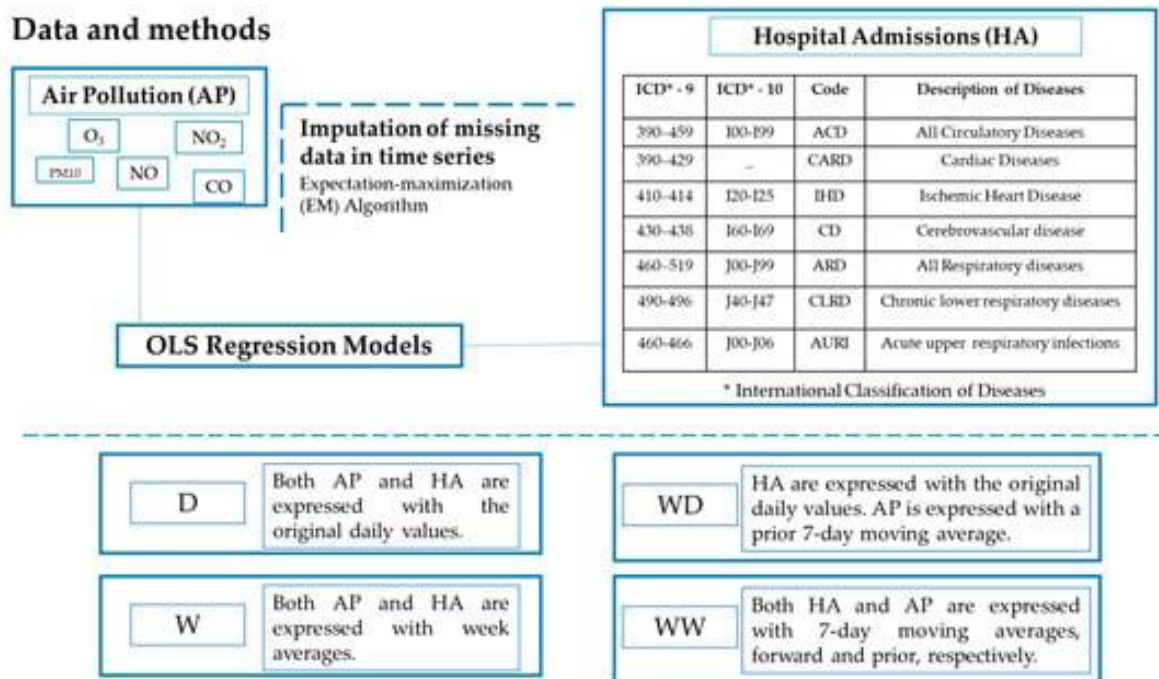 Data and methods
Air Pollution (AP)
O₃
NO₂
PM10
NO
CO
Imputation of missing
data in time series
Expectation-maximization
(EM) Algorithm
OLS Regression Models
Hospital Admissions (HA)
ICD* - 9 ICD* - 10 Code Description of Diseases
390–459 I00-I99 ACD All Circulatory Diseases
390–429 _ CARD Cardiac Diseases
410–414 I20-I25 IHD Ischemic Heart Disease
430–438 I60-I69 CD Cerebrovascular disease
460–519 J00-J99 ARD All Respiratory diseases
490-496 J40-J47 CLRD Chronic lower respiratory diseases
460-466 J00-J06 AURI Acute upper respiratory infections
* International Classification of Diseases
D
Both AP and HA are
expressed with the
original daily values.
WD
HA are expressed with the original
daily values. AP is expressed with a
prior 7-day moving average.
W
Both AP and HA are
expressed with week
averages.
WW
Both HA and AP are expressed
with 7-day moving averages,
forward and prior, respectively.